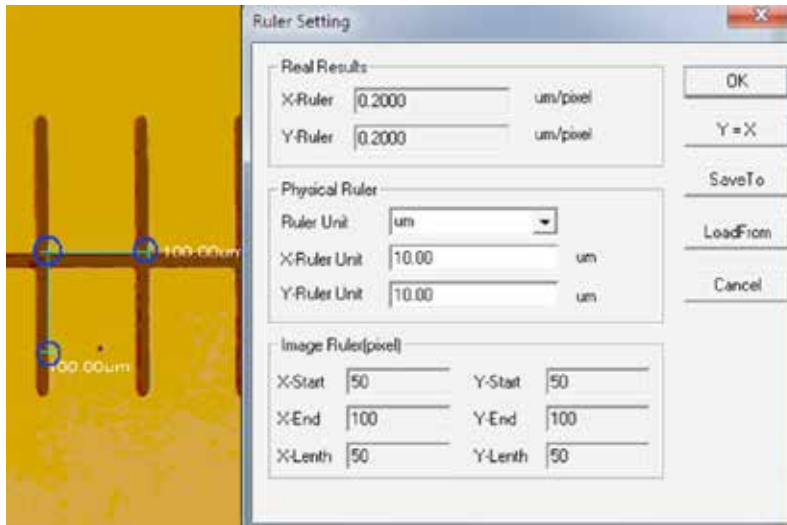 Ruler Setting
Real Results
X-Ruler 0.2000 um/pixel
Y-Ruler 0.2000 um/pixel
Physical Ruler
Ruler Unit um
X-Ruler Unit 10.00 um
Y-Ruler Unit 10.00 um
Image Ruler(pixel)
X-Start 50 Y-Start 50
X-End 100 Y-End 100
X-Lenth 50 Y-Lenth 50
OK
Y=X
SaveTo
LoadFrom
Cancel
100.00um
100.00um